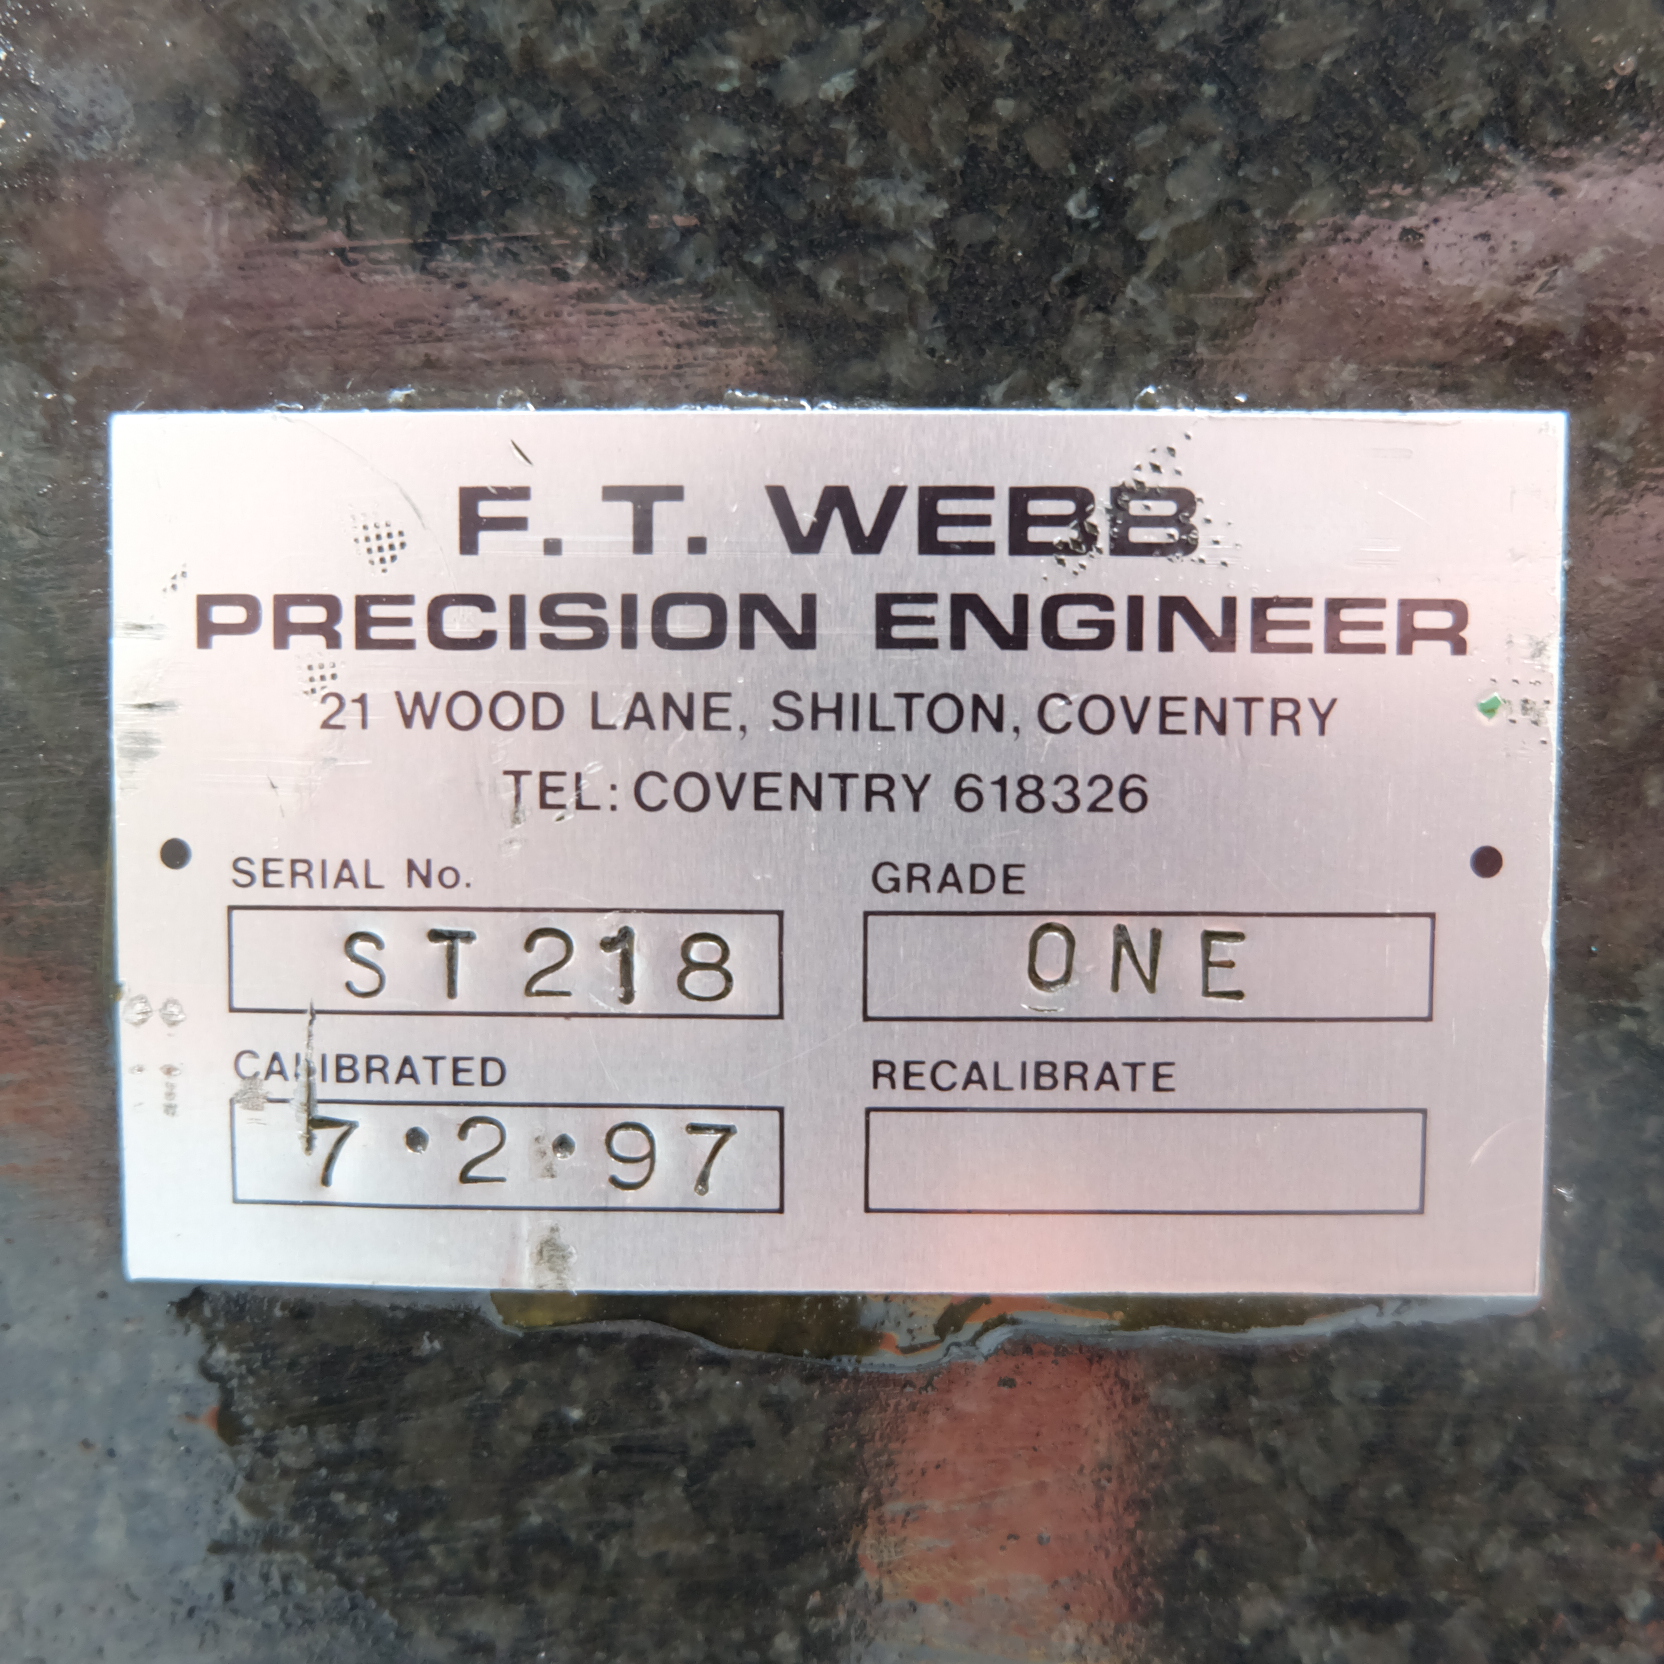 F. T. WEBB
PRECISION ENGINEER
21 WOOD LANE, SHILTON, COVENTRY
TEL: COVENTRY 618326
SERIAL No. GRADE
ST218 ONE
CALIBRATED RECALIBRATE
7·2·97